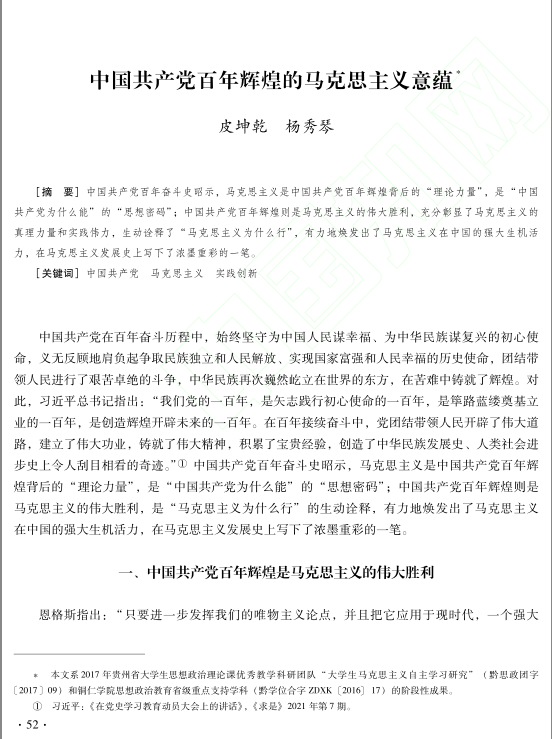 中国共产党百年辉煌的马克思主义意蕴*
皮坤乾 杨秀琴
［摘 要］中国共产党百年奋斗史昭示，马克思主义是中国共产党百年辉煌背后的“理论力量”，是“中国
共产党为什么能”的“思想密码”；中国共产党百年辉煌则是马克思主义的伟大胜利，充分彰显了马克思主义的
真理力量和实践伟力，生动诠释了“马克思主义为什么行”，有力地焕发出了马克思主义在中国的强大生机活
力，在马克思主义发展史上写下了浓墨重彩的一笔。
［关键词］中国共产党 马克思主义 实践创新
中国共产党在百年奋斗历程中，始终坚守为中国人民谋幸福、为中华民族谋复兴的初心使
命，义无反顾地肩负起争取民族独立和人民解放、实现国家富强和人民幸福的历史使命，团结带
领人民进行了艰苦卓绝的斗争，中华民族再次巍然屹立在世界的东方，在苦难中铸就了辉煌。对
此，习近平总书记指出：“我们党的一百年，是矢志践行初心使命的一百年，是筚路蓝缕奠基立
业的一百年，是创造辉煌开辟未来的一百年。在百年接续奋斗中，党团结带领人民开辟了伟大道
路，建立了伟大功业，铸就了伟大精神，积累了宝贵经验，创造了中华民族发展史、人类社会进
步史上令人刮目相看的奇迹。”① 中国共产党百年奋斗史昭示，马克思主义是中国共产党百年辉
煌背后的“理论力量”，是“中国共产党为什么能”的“思想密码”；中国共产党百年辉煌则是
马克思主义的伟大胜利，是“马克思主义为什么行”的生动诠释，有力地焕发出了马克思主义
在中国的强大生机活力，在马克思主义发展史上写下了浓墨重彩的一笔。
一、中国共产党百年辉煌是马克思主义的伟大胜利
恩格斯指出：“只要进一步发挥我们的唯物主义论点，并且把它应用于现时代，一个强大
* 本文系 2017 年贵州省大学生思想政治理论课优秀教学科研团队“大学生马克思主义自主学习研究”（黔思政团字
［2017］09）和铜仁学院思想政治教育省级重点支持学科（黔学位合字 ZDXK［2016］17）的阶段性成果。
① 习近平：《在党史学习教育动员大会上的讲话》，《求是》2021 年第 7 期。
· 52 ·